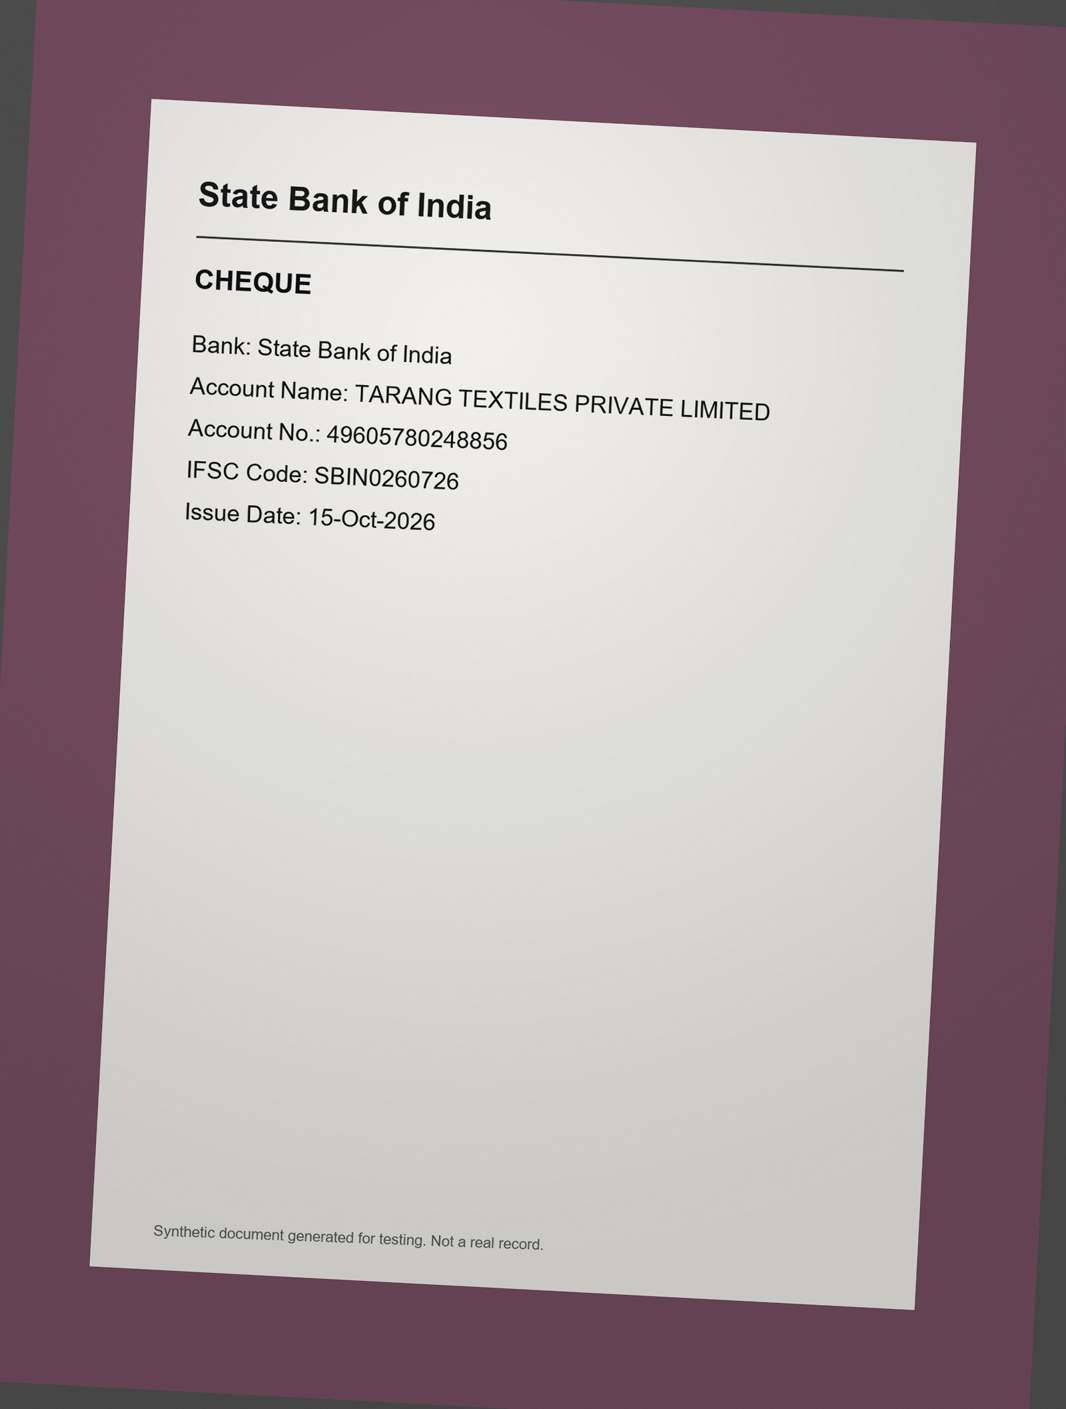 State Bank of India
CHEQUE
Bank: State Bank of India
Account Name: TARANG TEXTILES PRIVATE LIMITED
Account No.: 49605780248856
IFSC Code: SBIN0260726
Issue Date: 15-Oct-2026
Synthetic document generated for testing. Not a real record.